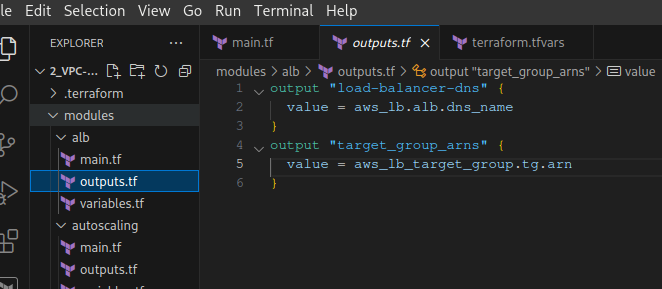 le Edit Selection View Go Run Terminal Help
EXPLORER
2_VPC-...
.terraform
modules
alb
main.tf
outputs.tf
variables.tf
autoscaling
main.tf
outputs.tf
main.tf outputs.tf terraform.tfvars
modules > alb > outputs.tf > output "target_group_arns" > value
1 output "load-balancer-dns" {
2 value = aws_lb.alb.dns_name
3 }
4 output "target_group_arns" {
5 value = aws_lb_target_group.tg.arn
6 }